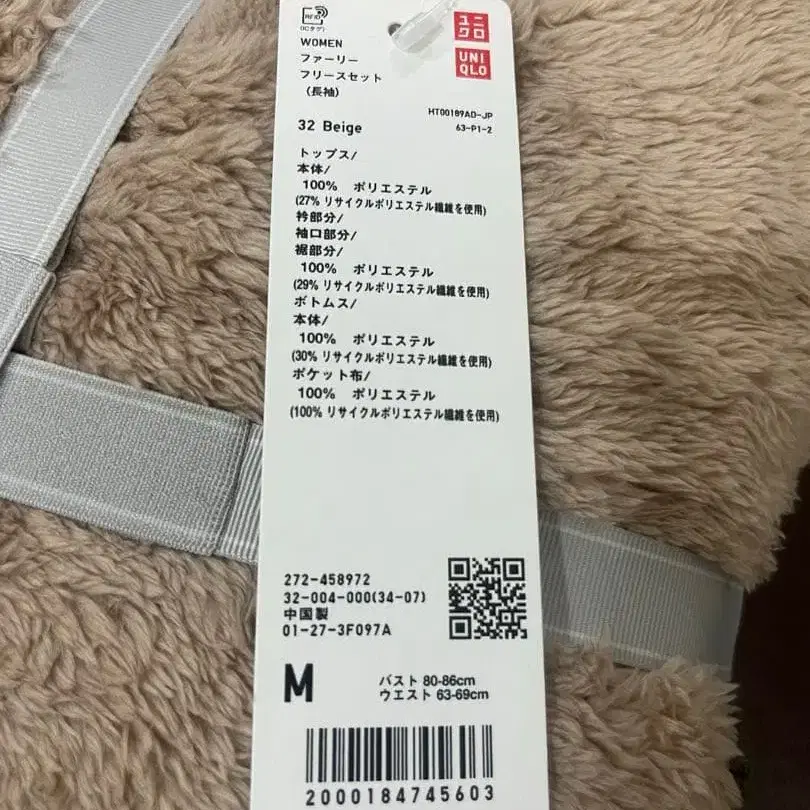 RFID
(ICタグ)
ユニ
クロ
UNI
QLO
WOMEN
ファーリー
フリースセット
(長袖)
HT00189AD-JP
32 Beige
63-P1-2
トップス/
本体/
100% ポリエステル
(27% リサイクルポリエステル繊維を使用)
衿部分/
袖口部分/
裾部分/
100% ポリエステル
(29% リサイクルポリエステル繊維を使用)
ボトムス/
本体/
100% ポリエステル
(30% リサイクルポリエステル繊維を使用)
ポケット布/
100% ポリエステル
(100% リサイクルポリエステル繊維を使用)
272-458972
32-004-000(34-07)
中国製
01-27-3F097A
M
バスト 80-86cm
ウエスト 63-69cm
2000184745603